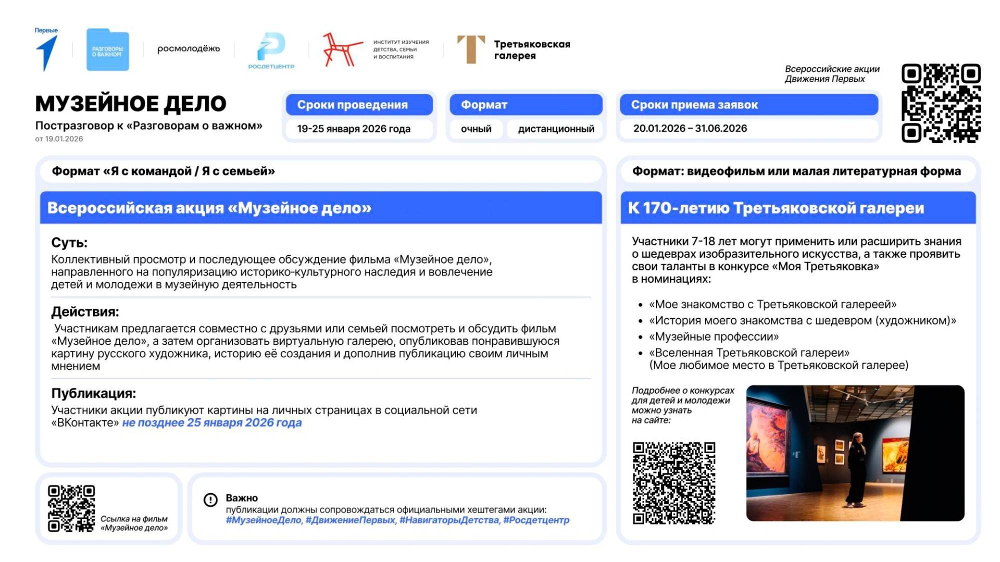 Первые
РАЗГОВОРЫ
О ВАЖНОМ
росмолодёжь
РОСДЕТЦЕНТР
ИНСТИТУТ ИЗУЧЕНИЯ
ДЕТСТВА, СЕМЬИ
И ВОСПИТАНИЯ
Третьяковская
галерея
Всероссийские акции
Движения Первых
МУЗЕЙНОЕ ДЕЛО
Постразговор к «Разговорам о важном»
от 19.01.2026
Сроки проведения
19-25 января 2026 года
Формат
очный
дистанционный
Сроки приема заявок
20.01.2026 – 31.06.2026
Формат «Я с командой / Я с семьей»
Всероссийская акция «Музейное дело»
Суть:
Коллективный просмотр и последующее обсуждение фильма «Музейное дело»,
направленного на популяризацию историко-культурного наследия и вовлечение
детей и молодежи в музейную деятельность
Действия:
Участникам предлагается совместно с друзьями или семьей посмотреть и обсудить фильм
«Музейное дело», а затем организовать виртуальную галерею, опубликовав понравившуюся
картину русского художника, историю её создания и дополнив публикацию своим личным
мнением
Публикация:
Участники акции публикуют картины на личных страницах в социальной сети
«ВКонтакте» не позднее 25 января 2026 года
Ссылка на фильм
«Музейное дело»
Важно
публикации должны сопровождаться официальными хештегами акции:
#МузейноеДело, #ДвижениеПервых, #НавигаторыДетства, #Росдетцентр
Формат: видеофильм или малая литературная форма
К 170-летию Третьяковской галереи
Участники 7-18 лет могут применить или расширить знания
о шедеврах изобразительного искусства, а также проявить
свои таланты в конкурсе «Моя Третьяковка»
в номинациях:
• «Мое знакомство с Третьяковской галереей»
• «История моего знакомства с шедевром (художником)»
• «Музейные профессии»
• «Вселенная Третьяковской галереи»
(Мое любимое место в Третьяковской галерее)
Подробнее о конкурсах
для детей и молодежи
можно узнать
на сайте: